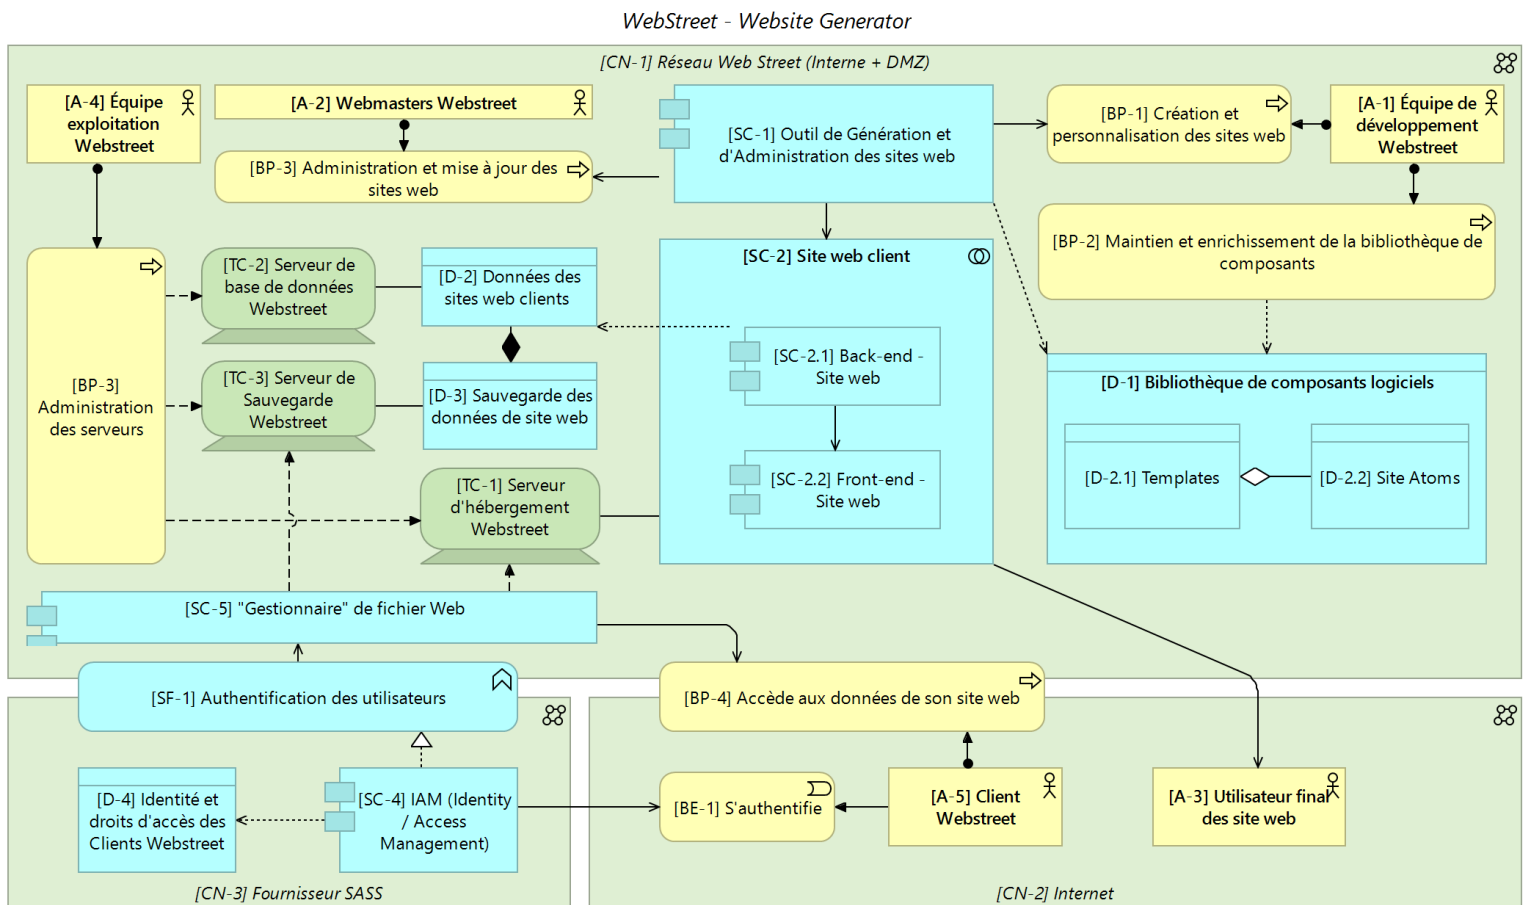 WebStreet - Website Generator
[CN-1] Réseau Web Street (Interne + DMZ)
[A-4] Équipe
exploitation
Webstreet
[A-2] Webmasters Webstreet
[BP-3] Administration et mise à jour des
sites web
[SC-1] Outil de Génération et
d'Administration des sites web
[BP-1] Création et
personnalisation des sites web
[A-1] Équipe de
développement
Webstreet
[BP-2] Maintien et enrichissement de la bibliothèque de
composants
[BP-3]
Administration
des serveurs
[TC-2] Serveur de
base de données
Webstreet
[D-2] Données des
sites web clients
[TC-3] Serveur de
Sauvegarde
Webstreet
[D-3] Sauvegarde des
données de site web
[TC-1] Serveur
d'hébergement
Webstreet
[SC-2] Site web client
[SC-2.1] Back-end -
Site web
[SC-2.2] Front-end -
Site web
[D-1] Bibliothèque de composants logiciels
[D-2.1] Templates
[D-2.2] Site Atoms
[SC-5] "Gestionnaire" de fichier Web
[SF-1] Authentification des utilisateurs
[BP-4] Accède aux données de son site web
[D-4] Identité et
droits d'accès des
Clients Webstreet
[SC-4] IAM (Identity
/ Access
Management)
[BE-1] S'authentifie
[A-5] Client
Webstreet
[A-3] Utilisateur final
des site web
[CN-3] Fournisseur SASS
[CN-2] Internet